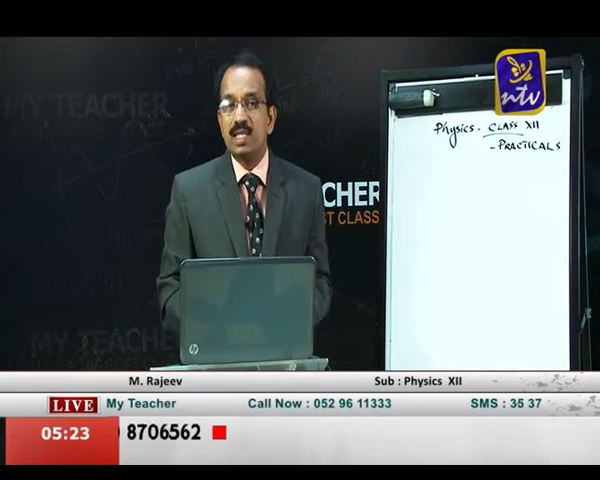 ntv
MY TEACHER
Physics - CLASS XII
- PRACTICALS
CHER
ST CLASS
MY TEACHER
hp
M. Rajeev Sub : Physics XII
LIVE My Teacher Call Now : 052 96 11333 SMS : 35 37
05:23 8706562